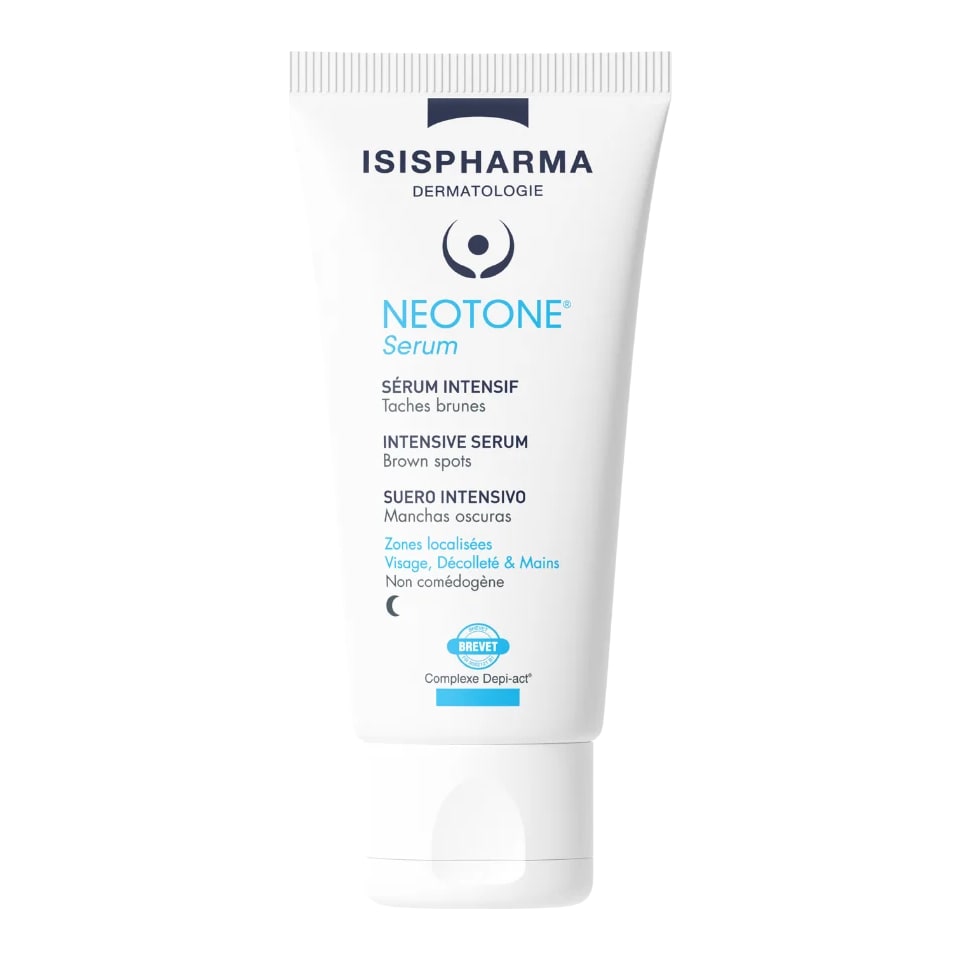 ISISPHARMA
DERMATOLOGIE
NEOTONE®
Serum
SÉRUM INTENSIF
Taches brunes
INTENSIVE SERUM
Brown spots
SUERO INTENSIVO
Manchas oscuras
Zones localisées
Visage, Décolleté & Mains
Non comédogène
BREVET
BREVET
Complexe Depi-act®